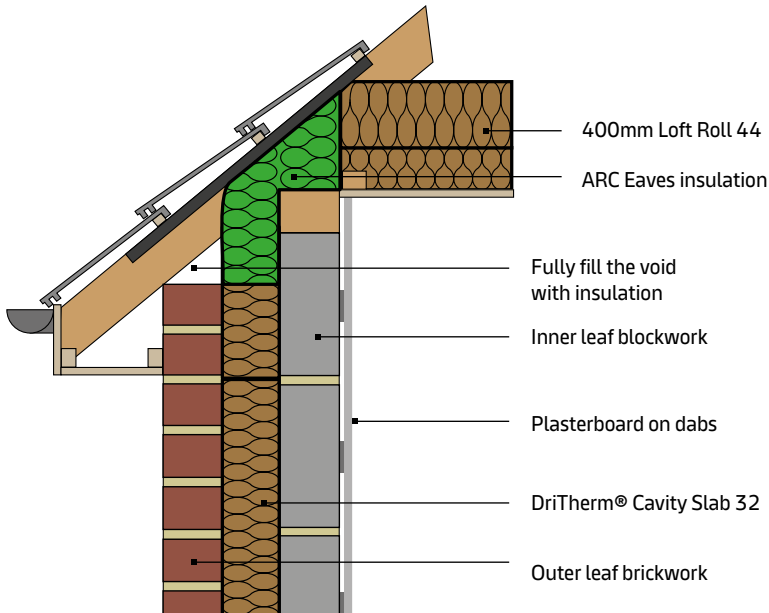 400mm Loft Roll 44
ARC Eaves insulation
Fully fill the void
with insulation
Inner leaf blockwork
Plasterboard on dabs
DriTherm® Cavity Slab 32
Outer leaf brickwork